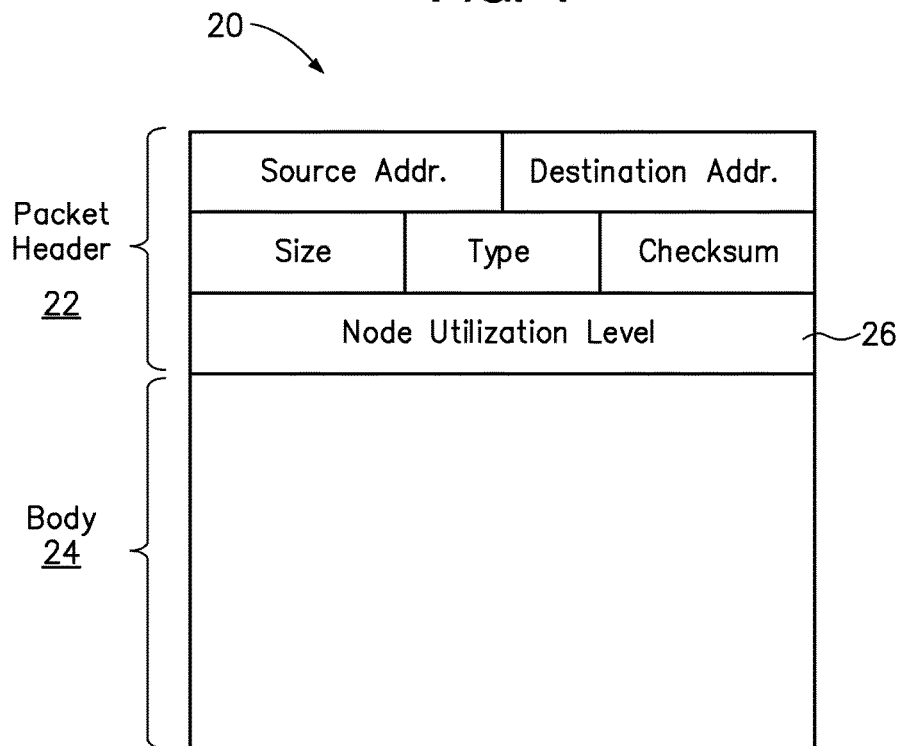 20
Source Addr. Destination Addr.
Packet
Header
22
Size Type Checksum
Node Utilization Level
26
Body
24